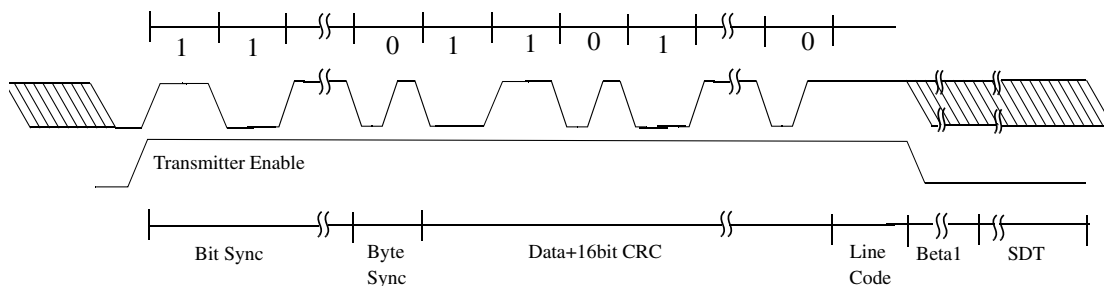 1 1 0 1 1 0 1 0
Transmitter Enable
Bit Sync
Byte
Sync
Data+16bit CRC
Line
Code
Beta1
SDT